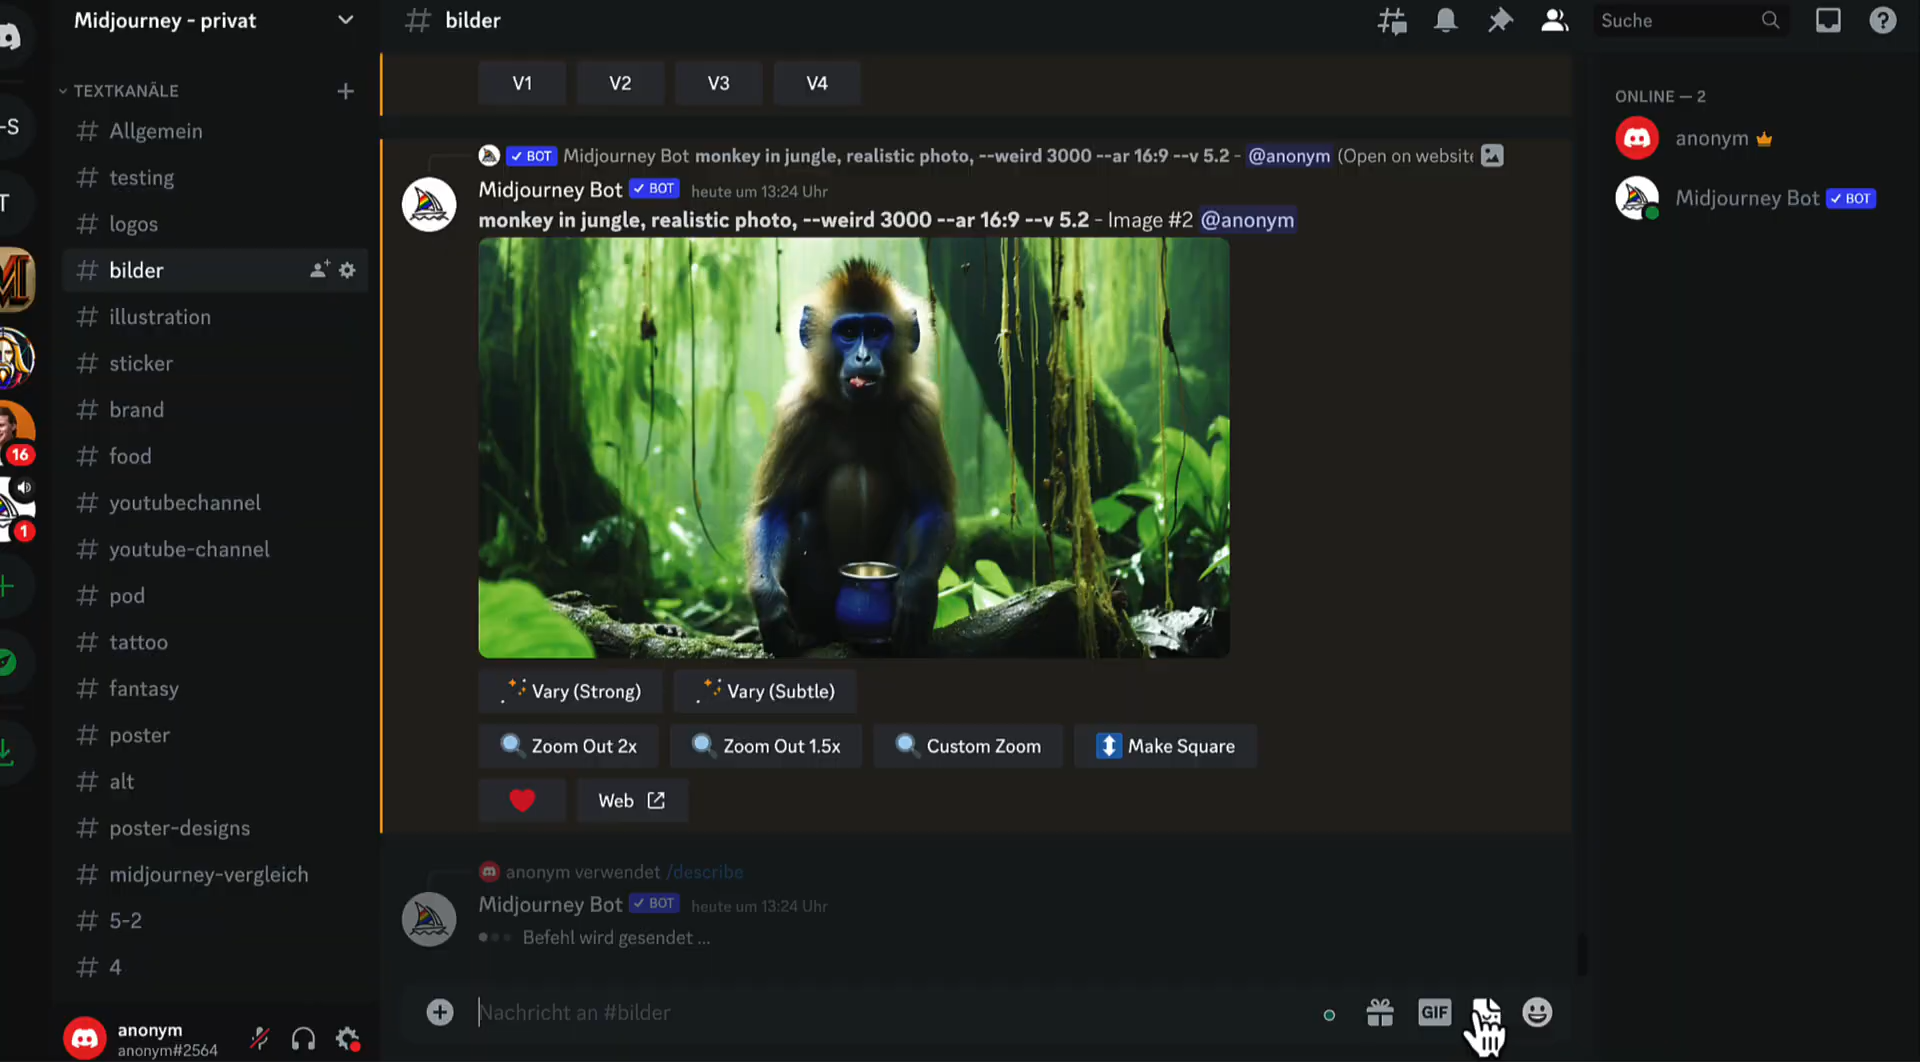 Midjourney - privat
TEXTKANÄLE
Allgemein
testing
logos
bilder
illustration
sticker
brand
food
youtubechannel
youtube-channel
pod
tattoo
fantasy
poster
alt
poster-designs
midjourney-vergleich
5-2
4
-S
T
16
1
anonym
anonym#2564
# bilder
Suche
V1 V2 V3 V4
BOT Midjourney Bot monkey in jungle, realistic photo, --weird 3000 --ar 16:9 --v 5.2 - @anonym (Open on website
Midjourney Bot BOT heute um 13:24 Uhr
monkey in jungle, realistic photo, --weird 3000 --ar 16:9 --v 5.2 - Image #2 @anonym
Vary (Strong) Vary (Subtle)
Zoom Out 2x Zoom Out 1.5x Custom Zoom Make Square
Web
anonym verwendet /describe
Midjourney Bot BOT heute um 13:24 Uhr
Befehl wird gesendet ...
Nachricht an #bilder
GIF
ONLINE — 2
anonym
Midjourney Bot BOT